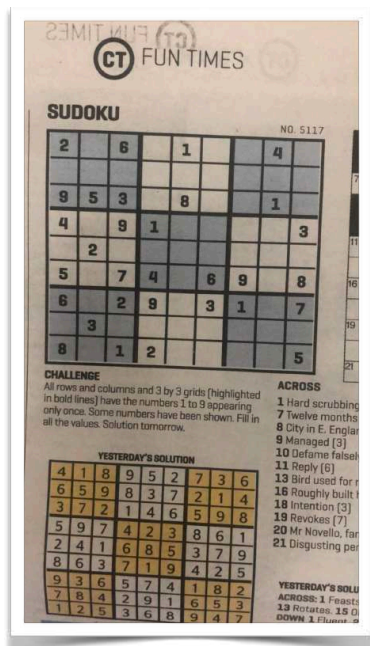 CT FUN TIMES
SUDOKU
NO. 5117
2 6 1 4
9 5 3 8 1
4 9 1 3
2
5 7 4 6 9 8
6 2 9 3 1 7
3
8 1 2 5
CHALLENGE
All rows and columns and 3 by 3 grids (highlighted
in bold lines) have the numbers 1 to 9 appearing
only once. Some numbers have been shown. Fill in
all the values. Solution tomorrow.
YESTERDAY'S SOLUTION
4 1 8 9 5 2 7 3 6
6 5 9 8 3 7 2 1 4
3 7 2 1 4 6 5 9 8
5 9 7 4 2 3 8 6 1
2 4 1 6 8 5 3 7 9
8 6 3 7 1 9 4 2 5
9 3 6 5 7 4 1 8 2
7 8 4 2 9 1 6 5 3
1 2 5 3 6 8 9 4 7
7
11
16
19
21
ACROSS
1 Hard scrubbing
7 Twelve months
8 City in E. Englan
9 Managed (3)
10 Defame falsel
11 Reply (6)
13 Bird used for
16 Roughly built
18 Intention (3)
19 Revokes (7)
20 Mr Novello, fam
21 Disgusting per
YESTERDAY'S SOLU
ACROSS: 1 Feasts
13 Rotates. 15
DOWN 1 Fluent.